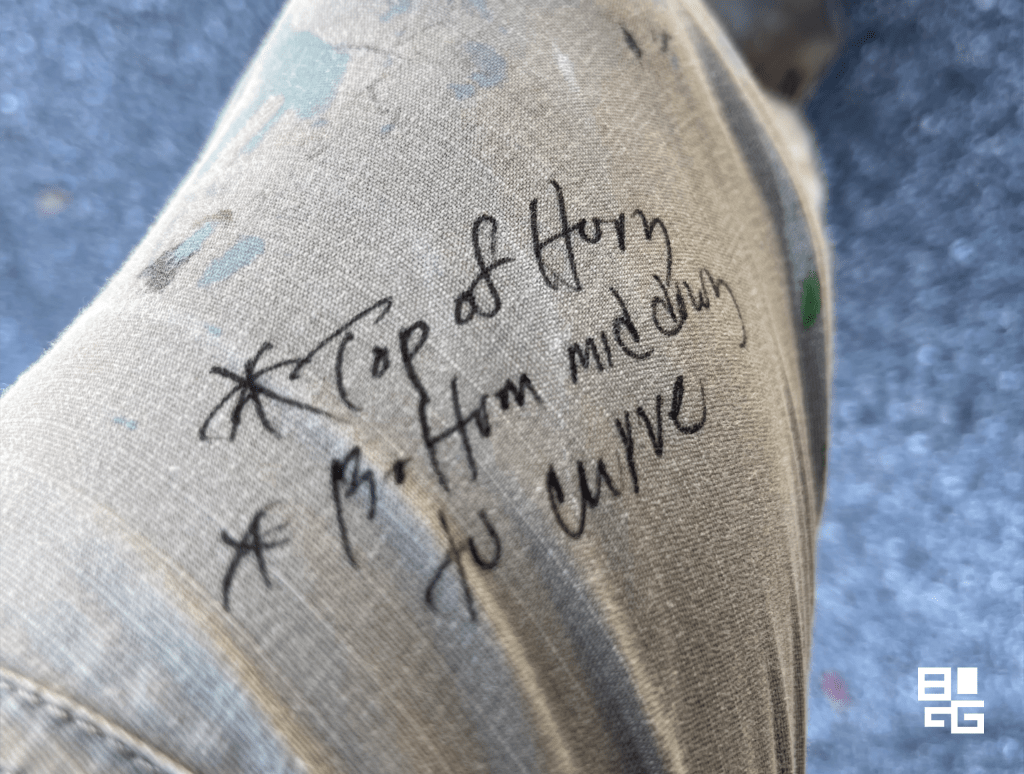 * Top of Horn
* Bottom mid down
to curve